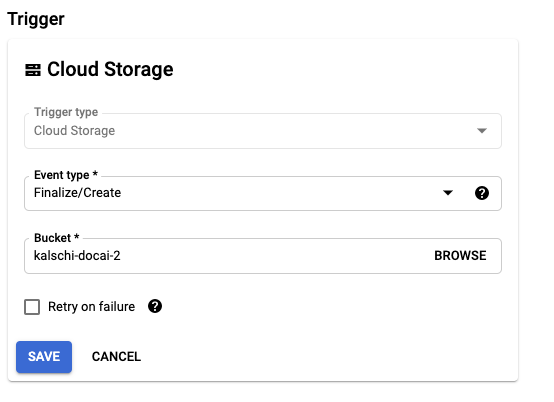 Trigger
Cloud Storage
Trigger type
Cloud Storage
Event type *
Finalize/Create
Bucket *
kalschi-docai-2 BROWSE
Retry on failure
SAVE CANCEL